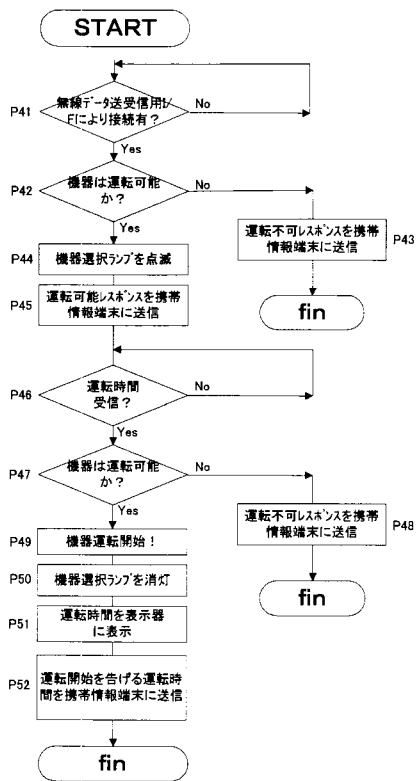 START
P41
無線データ送受信用I/
Fにより接続有？
No
Yes
P42
機器は運転可能
か？
No
Yes
運転不可レスポンスを携帯
情報端末に送信
P43
P44
機器選択ランプを点滅
fin
P45
運転可能レスポンスを携帯
情報端末に送信
P46
運転時間
受信？
No
Yes
P47
機器は運転可能
か？
No
Yes
運転不可レスポンスを携帯
情報端末に送信
P48
P49
機器運転開始！
P50
機器選択ランプを消灯
fin
P51
運転時間を表示器
に表示
P52
運転開始を告げる運転時
間を携帯情報端末に送信
fin